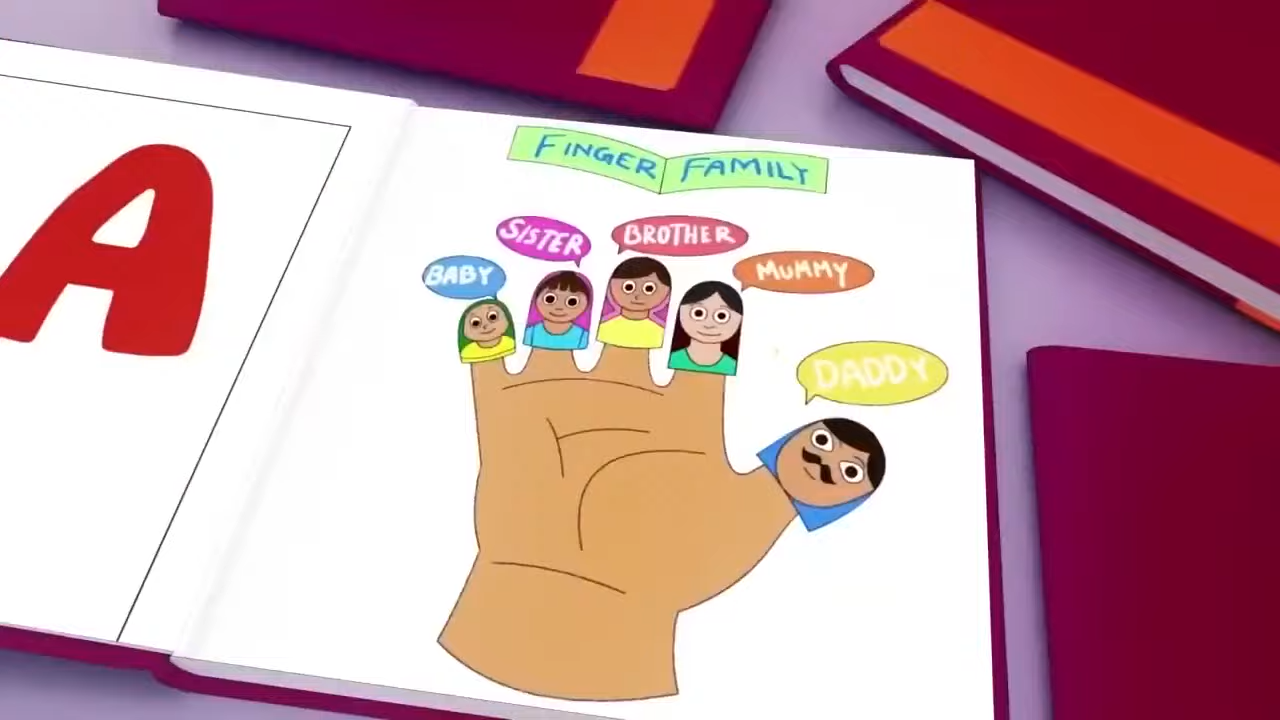 A
FINGER FAMILY
SISTER
BROTHER
BABY
MUMMY
DADDY